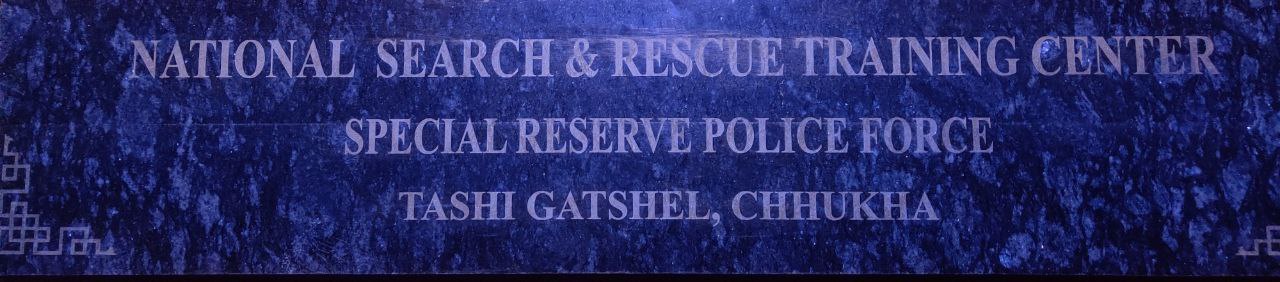 NATIONAL SEARCH & RESCUE TRAINING CENTER
SPECIAL RESERVE POLICE FORCE
TASHI GATSHEL, CHHUKHA